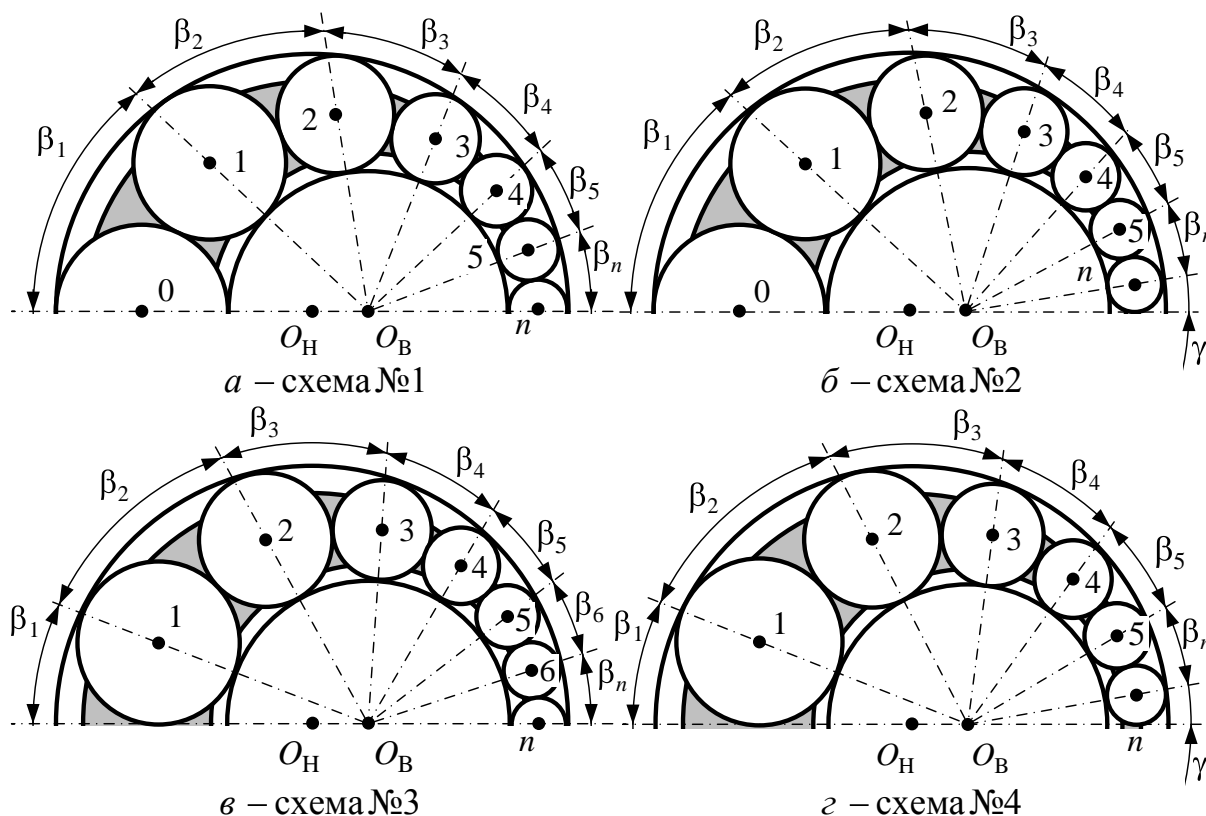 β1 β2 β3 β4 β5 βn
0 1 2 3 4 5 n
OН OВ
а – схема №1
β1 β2 β3 β4 β5 βn
0 1 2 3 4 5 n
OН OВ γ
б – схема №2
β1 β2 β3 β4 β5 β6 βn
1 2 3 4 5 6 n
OН OВ
в – схема №3
β1 β2 β3 β4 β5 βn
1 2 3 4 5 n
OН OВ γ
г – схема №4